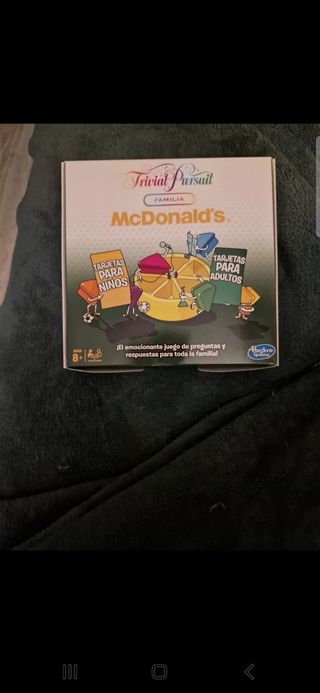 Trivial Pursuit
FAMILIA
McDonald's®
TARJETAS
PARA
NIÑOS
TARJETAS
PARA
ADULTOS
¡El emocionante juego de preguntas y
respuestas para toda la familia!
8+
Hasbro
Gaming